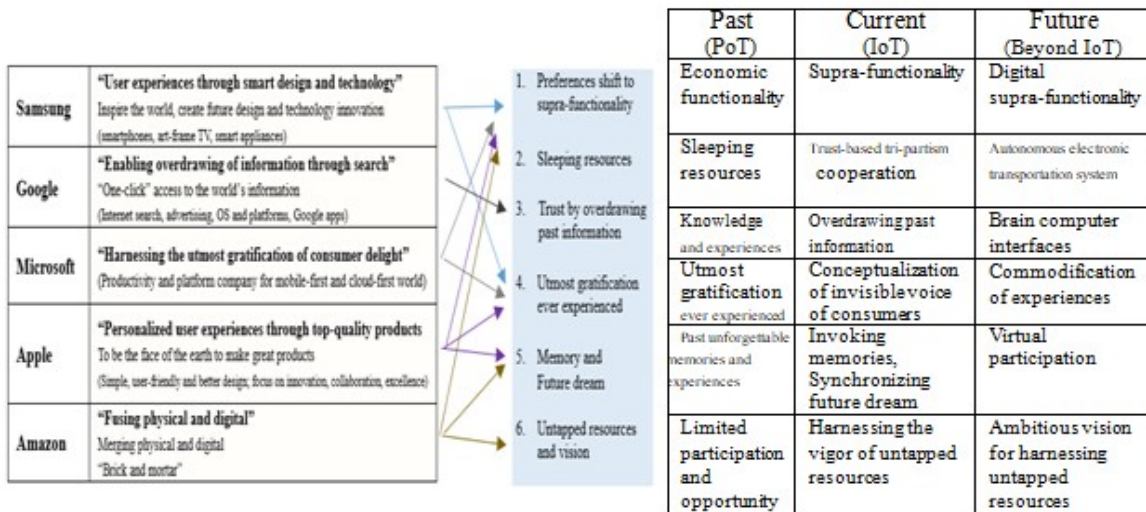 Samsung
“User experiences through smart design and technology”
Inspire the world, create future design and technology innovation
(smartphones, art-frame TV, smart appliances)
Google
“Enabling overdrawing of information through search”
“One-click” access to the world’s information
(Internet search, advertising, OS and platforms, Google apps)
Microsoft
“Harnessing the utmost gratification of consumer delight”
(Productivity and platform company for mobile-first and cloud-first world)
Apple
“Personalized user experiences through top-quality products
To be the face of the earth to make great products
(Simple, user-friendly and better design; focus on innovation, collaboration, excellence)
Amazon
“Fusing physical and digital”
Merging physical and digital
“Brick and mortar”
1. Preferences shift to
supra-functionality
2. Sleeping resources
3. Trust by overdrawing
past information
4. Utmost gratification
ever experienced
5. Memory and
Future dream
6. Untapped resources
and vision
Past
(PoT)
Current
(IoT)
Future
(Beyond IoT)
Economic
functionality
Supra-functionality
Digital
supra-functionality
Sleeping
resources
Trust-based tri-partism
cooperation
Autonomous electronic
transportation system
Knowledge
and experiences
Overdrawing past
information
Brain computer
interfaces
Utmost
gratification
ever experienced
Conceptualization
of invisible voice
of consumers
Commodification
of experiences
Past unforgettable
memories and
experiences
Invoking
memories,
Synchronizing
future dream
Virtual
participation
Limited
participation
and
opportunity
Harnessing the
vigor of untapped
resources
Ambitious vision
for harnessing
untapped
resources